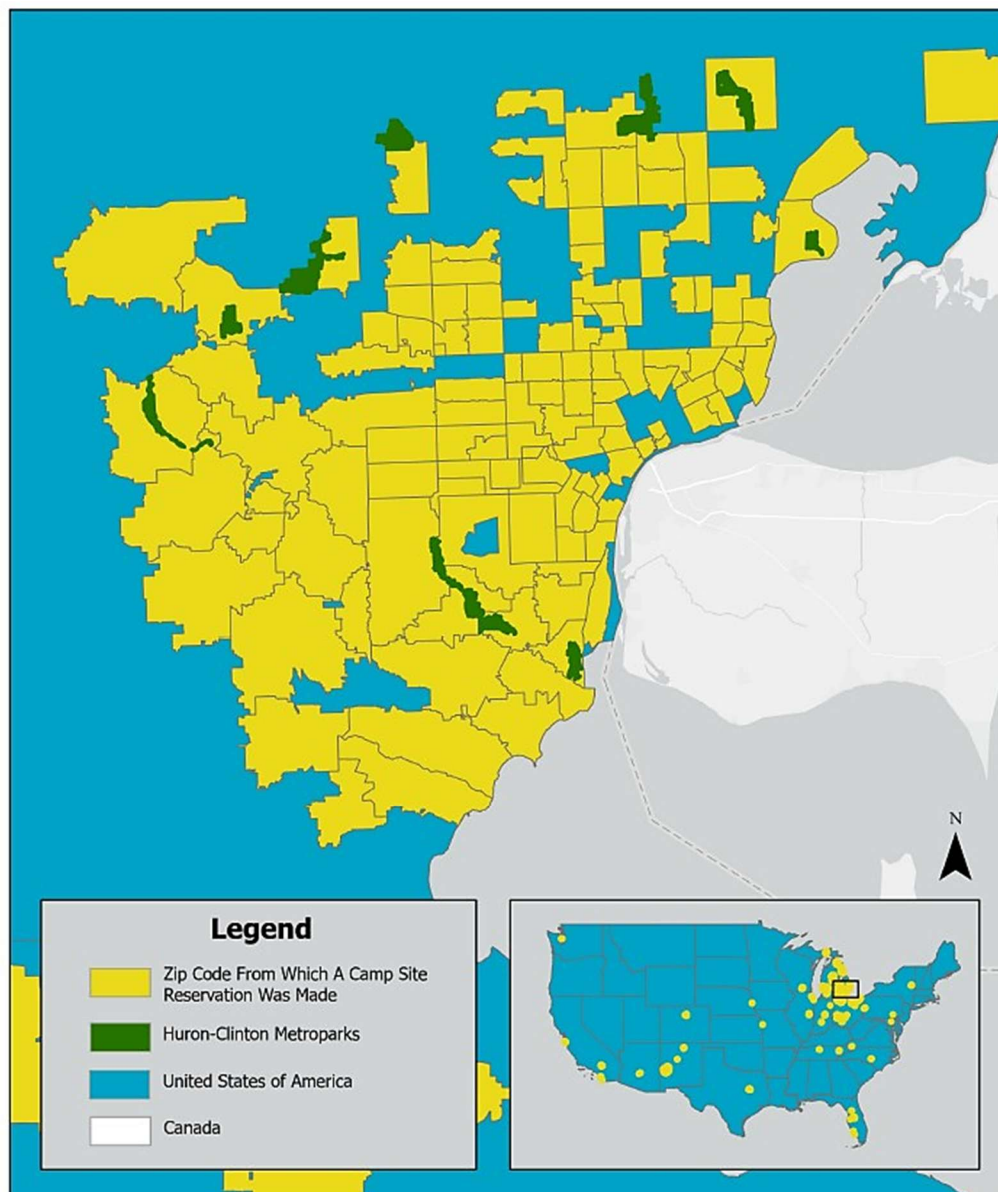 N
Legend
Zip Code From Which A Camp Site
Reservation Was Made
Huron-Clinton Metroparks
United States of America
Canada